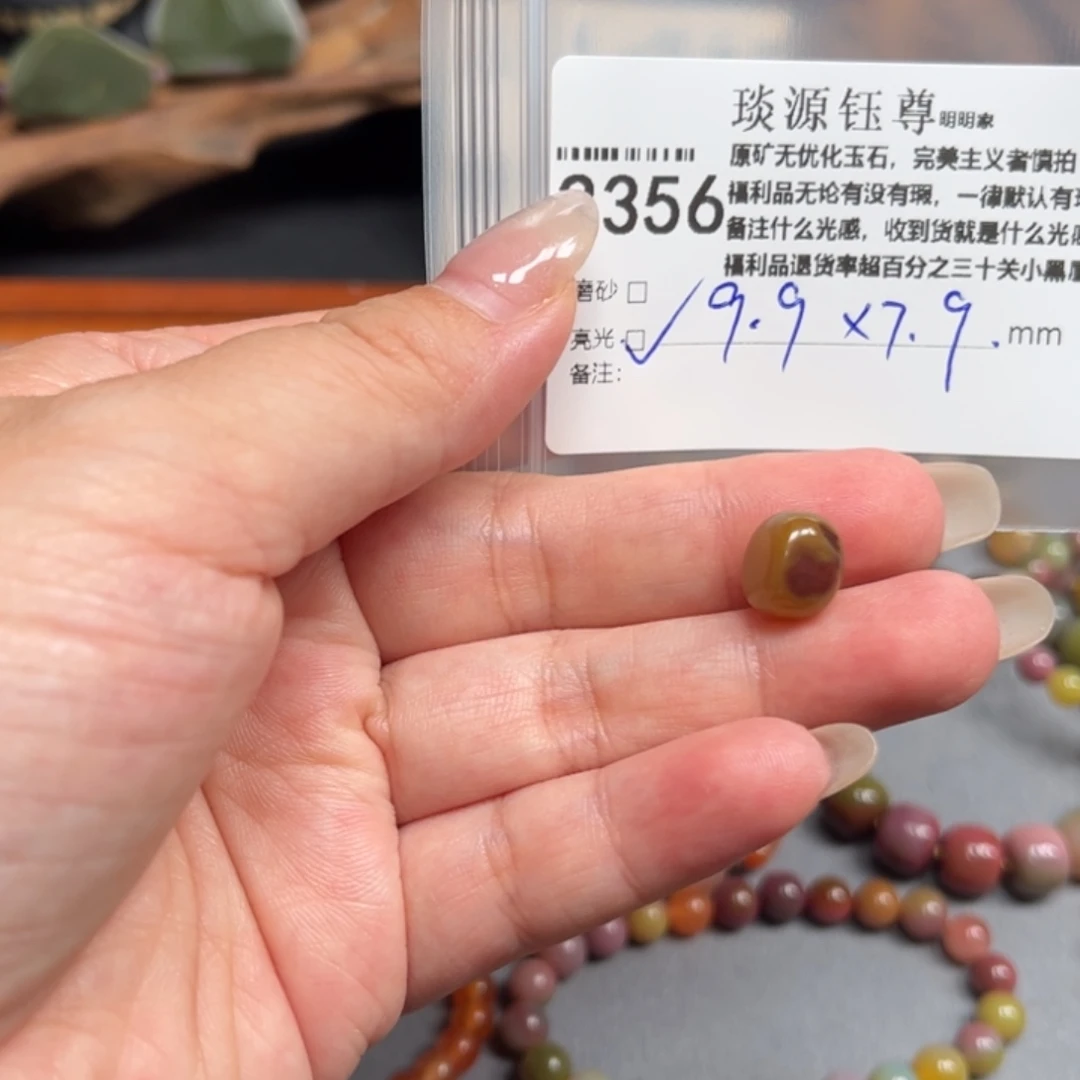 琰源钰尊明明家
原矿无优化玉石，完美主义者慎拍
福利品无论有没有瑕，一律默认有
备注什么光感，收到货就是什么光感
福利品退货率超百分之三十关小黑
356
磨砂 □
亮光 □ ✓ 9.9 ×7.9. mm
备注: